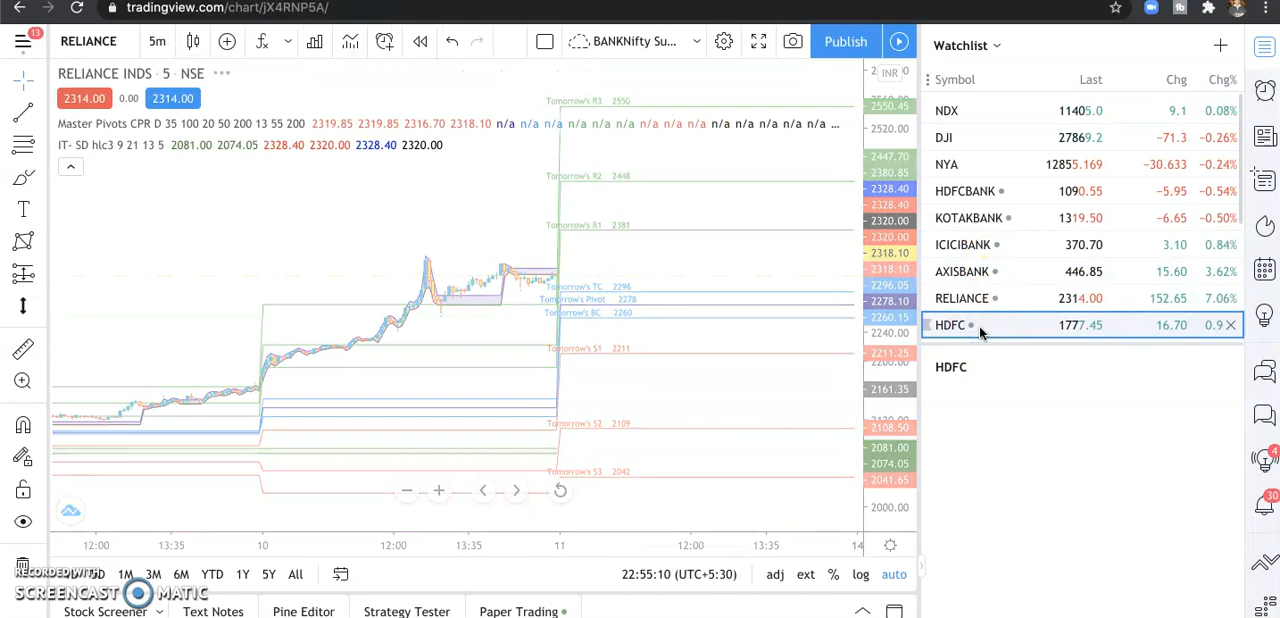 tradingview.com/chart/jX4RNP5A/
13
RELIANCE
5m
BANKNifty Su...
Publish
Watchlist
RELIANCE INDS · 5 · NSE
INR
2314.00 0.00 2314.00
Master Pivots CPR D 3 100 20 50 200 13 55 200 2319.85 2319.85 2316.70 2318.10 n/a n/a n/a n/a n/a n/a n/a n/a n/a n/a n/a n/a ...
IT- SD hlc3 9 21 13 5 2081.00 2074.05 2328.40 2320.00 2328.40 2320.00
Symbol Last Chg Chg%
NDX 11405.0 9.1 0.08%
DJI 27869.2 −71.3 −0.26%
NYA 12855.169 −30.633 −0.24%
HDFCBANK 1090.55 −5.95 −0.54%
KOTAKBANK 1319.50 −6.65 −0.50%
ICICIBANK 370.70 3.10 0.84%
AXISBANK 446.85 15.60 3.62%
RELIANCE 2314.00 152.65 7.06%
HDFC 1777.45 16.70 0.9
HDFC
Tomorrow's R3 2550
Tomorrow's R2 2448
Tomorrow's R1 2381
Tomorrow's TC 2296
Tomorrow's Pivot 2278
Tomorrow's BC 2260
Tomorrow's S1 2211
Tomorrow's S2 2109
Tomorrow's S3 2042
2550.45
2520.00
2447.70
2380.85
2328.40
2328.40
2320.00
2320.00
2318.10
2318.10
2296.05
2278.10
2260.15
2240.00
2211.25
2161.35
2108.50
2081.00
2074.05
2041.65
2000.00
12:00 13:35 10 12:00 13:35 11 12:00 13:35 14
5D 1M 3M 6M YTD 1Y 5Y All
22:55:10 (UTC+5:30) adj ext % log auto
RECORDED WITH
SCREENCAST MATIC
Stock Screener Text Notes Pine Editor Strategy Tester Paper Trading
4
30